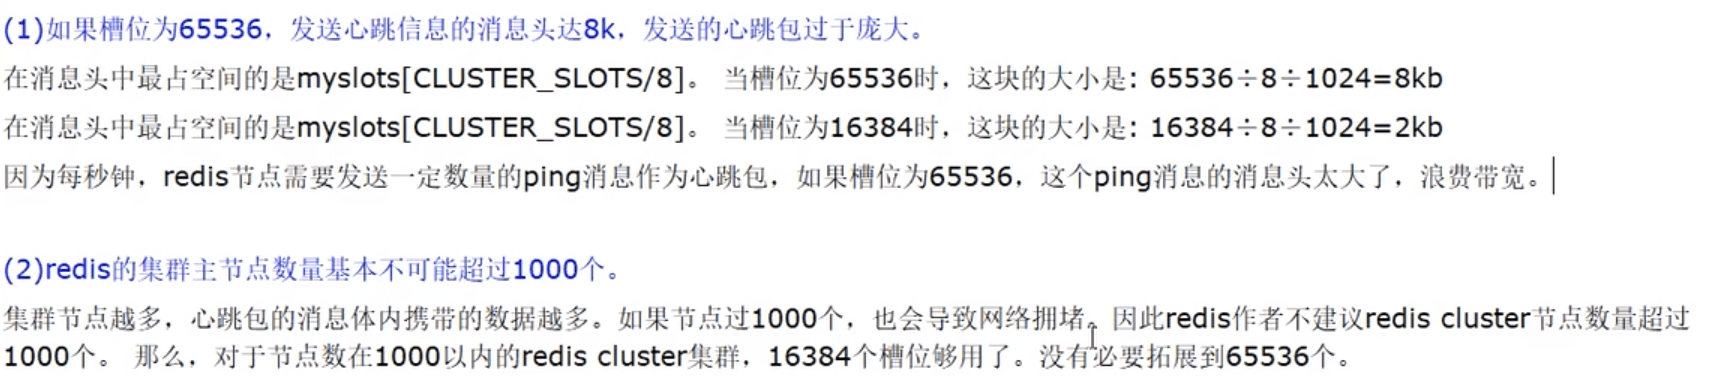 (1)如果槽位为65536，发送心跳信息的消息头达8k，发送的心跳包过于庞大。
在消息头中最占空间的是myslots[CLUSTER_SLOTS/8]。 当槽位为65536时，这块的大小是: 65536÷8÷1024=8kb
在消息头中最占空间的是myslots[CLUSTER_SLOTS/8]。 当槽位为16384时，这块的大小是: 16384÷8÷1024=2kb
因为每秒钟，redis节点需要发送一定数量的ping消息作为心跳包，如果槽位为65536，这个ping消息的消息头太大了，浪费带宽。
(2)redis的集群主节点数量基本不可能超过1000个。
集群节点越多，心跳包的消息体内携带的数据越多。如果节点过1000个，也会导致网络拥堵。因此redis作者不建议redis cluster节点数量超过
1000个。 那么，对于节点数在1000以内的redis cluster集群，16384个槽位够用了。没有必要拓展到65536个。